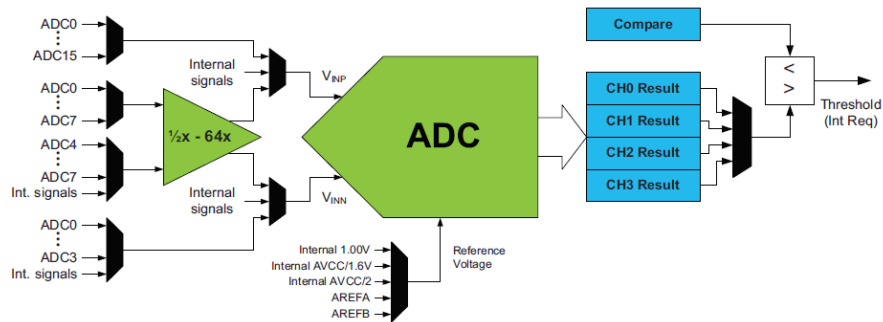 ADC0
ADC15
ADC0
ADC7
ADC4
ADC7
Int. signals
ADC0
ADC3
Int. signals
½x - 64x
Internal
signals
Internal
signals
VINP
VINN
ADC
Internal 1.00V
Internal AVCC/1.6V
Internal AVCC/2
AREFA
AREFB
Reference
Voltage
Compare
CH0 Result
CH1 Result
CH2 Result
CH3 Result
<
>
Threshold
(Int Req)